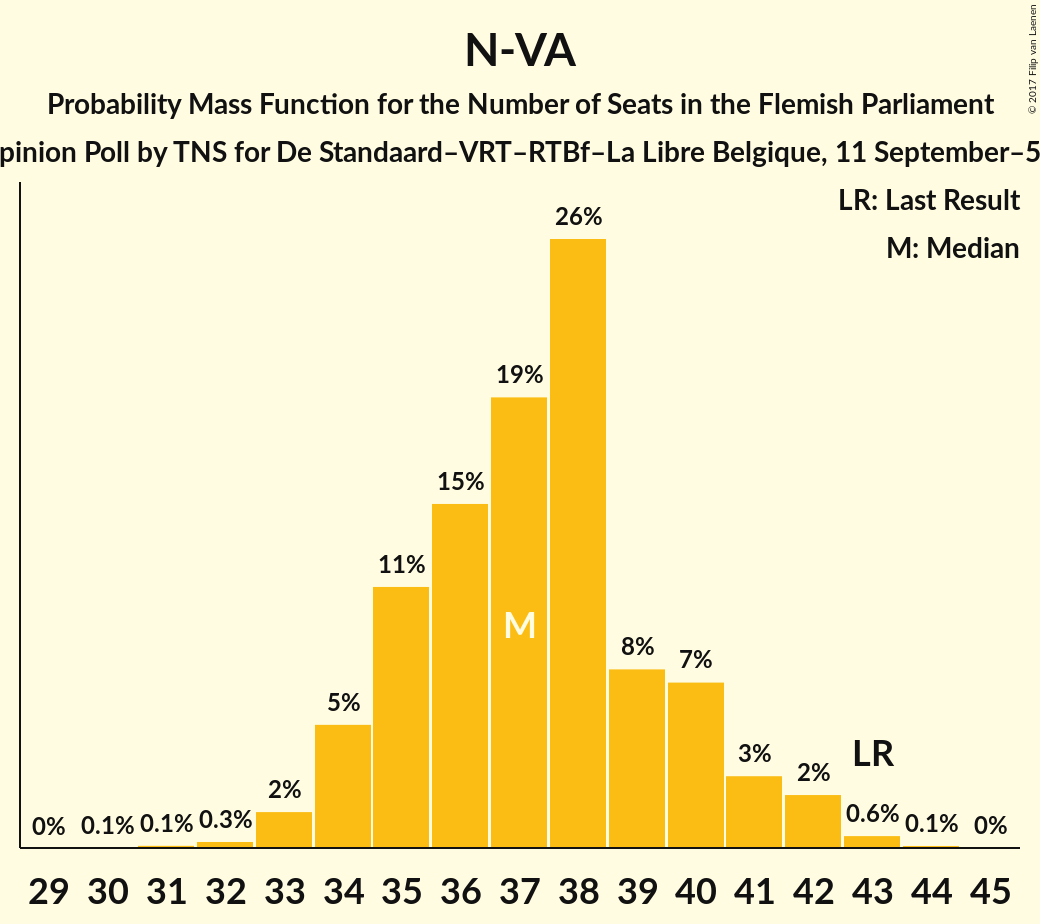 N-VA
Probability Mass Function for the Number of Seats in the Flemish Parliament
pinion Poll by TNS for De Standaard–VRT–RTBf–La Libre Belgique, 11 September–5
© 2017 Filip van Laenen
LR: Last Result
M: Median
26%
19%
15%
11%
M
8%
7%
5%
LR
3%
2%
2%
0% 0.1% 0.1% 0.3% 0.6% 0.1% 0%
29 30 31 32 33 34 35 36 37 38 39 40 41 42 43 44 45